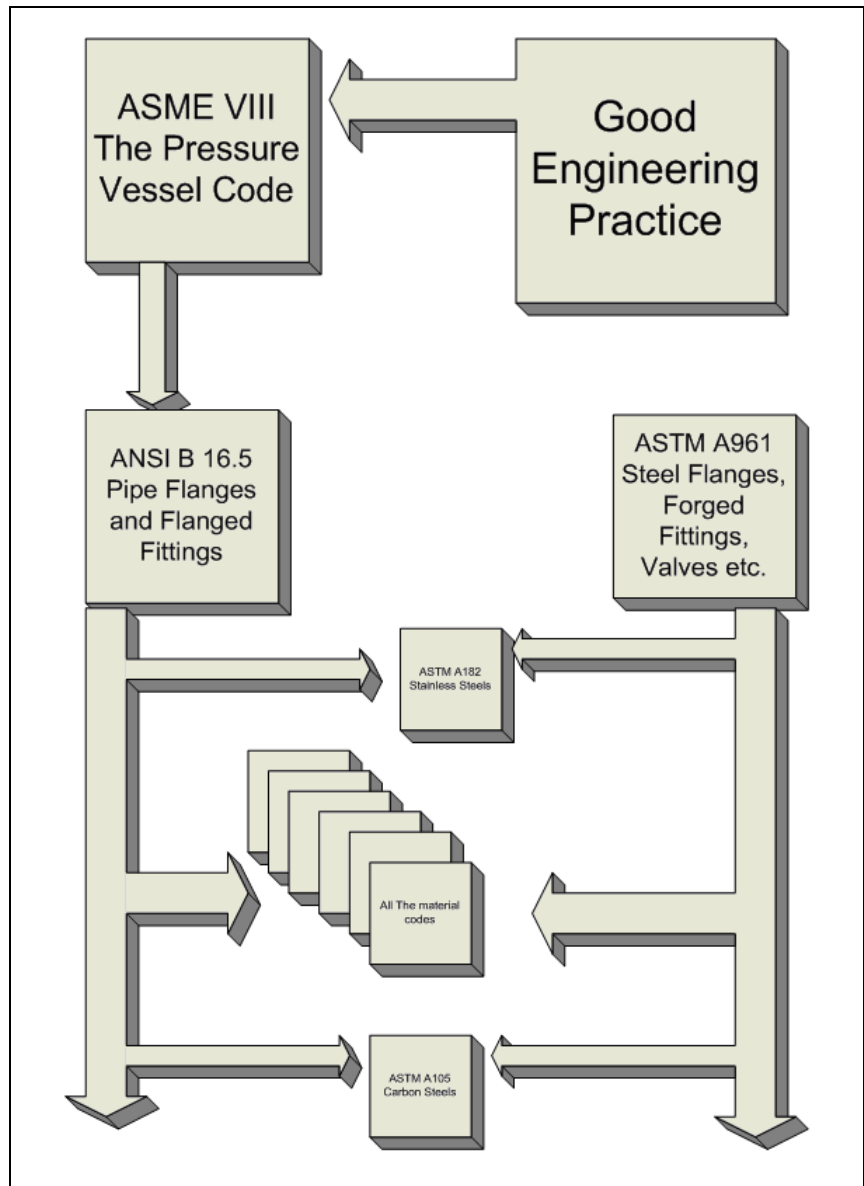 ASME VIII
The Pressure
Vessel Code
Good
Engineering
Practice
ANSI B 16.5
Pipe Flanges
and Flanged
Fittings
ASTM A961
Steel Flanges,
Forged
Fittings,
Valves etc.
ASTM A182
Stainless Steels
All The material
codes
ASTM A105
Carbon Steels